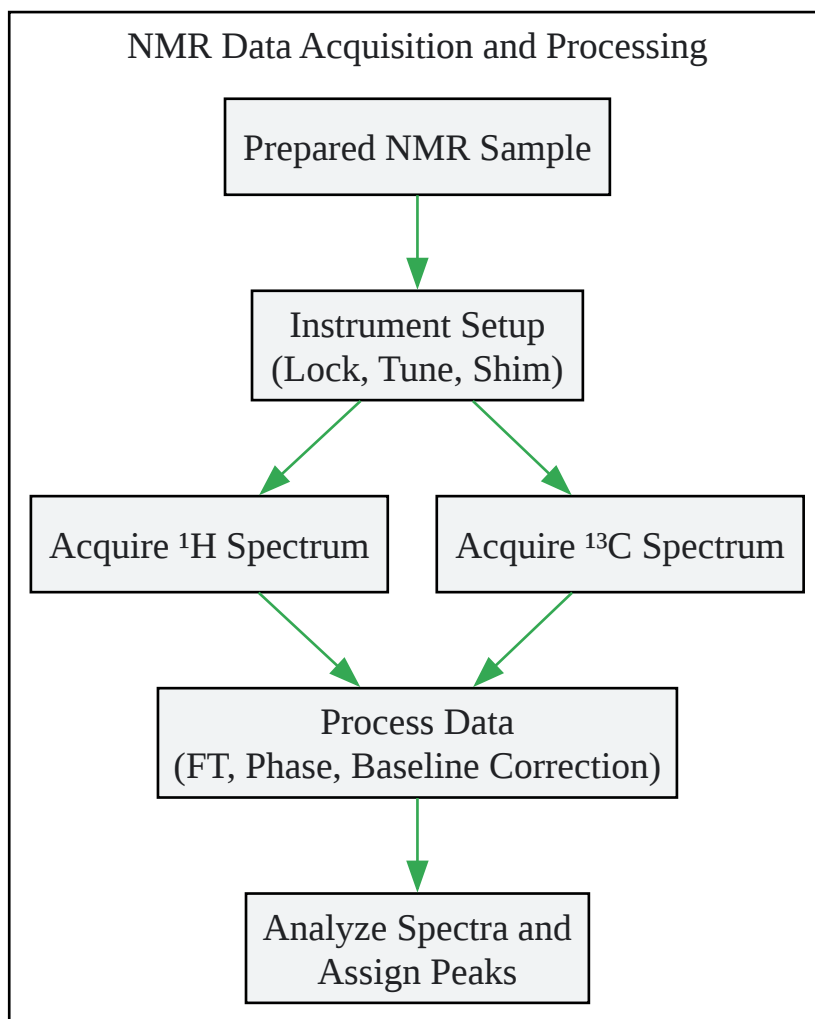 NMR Data Acquisition and Processing
Prepared NMR Sample
Instrument Setup
(Lock, Tune, Shim)
Acquire ¹H Spectrum
Acquire ¹³C Spectrum
Process Data
(FT, Phase, Baseline Correction)
Analyze Spectra and
Assign Peaks